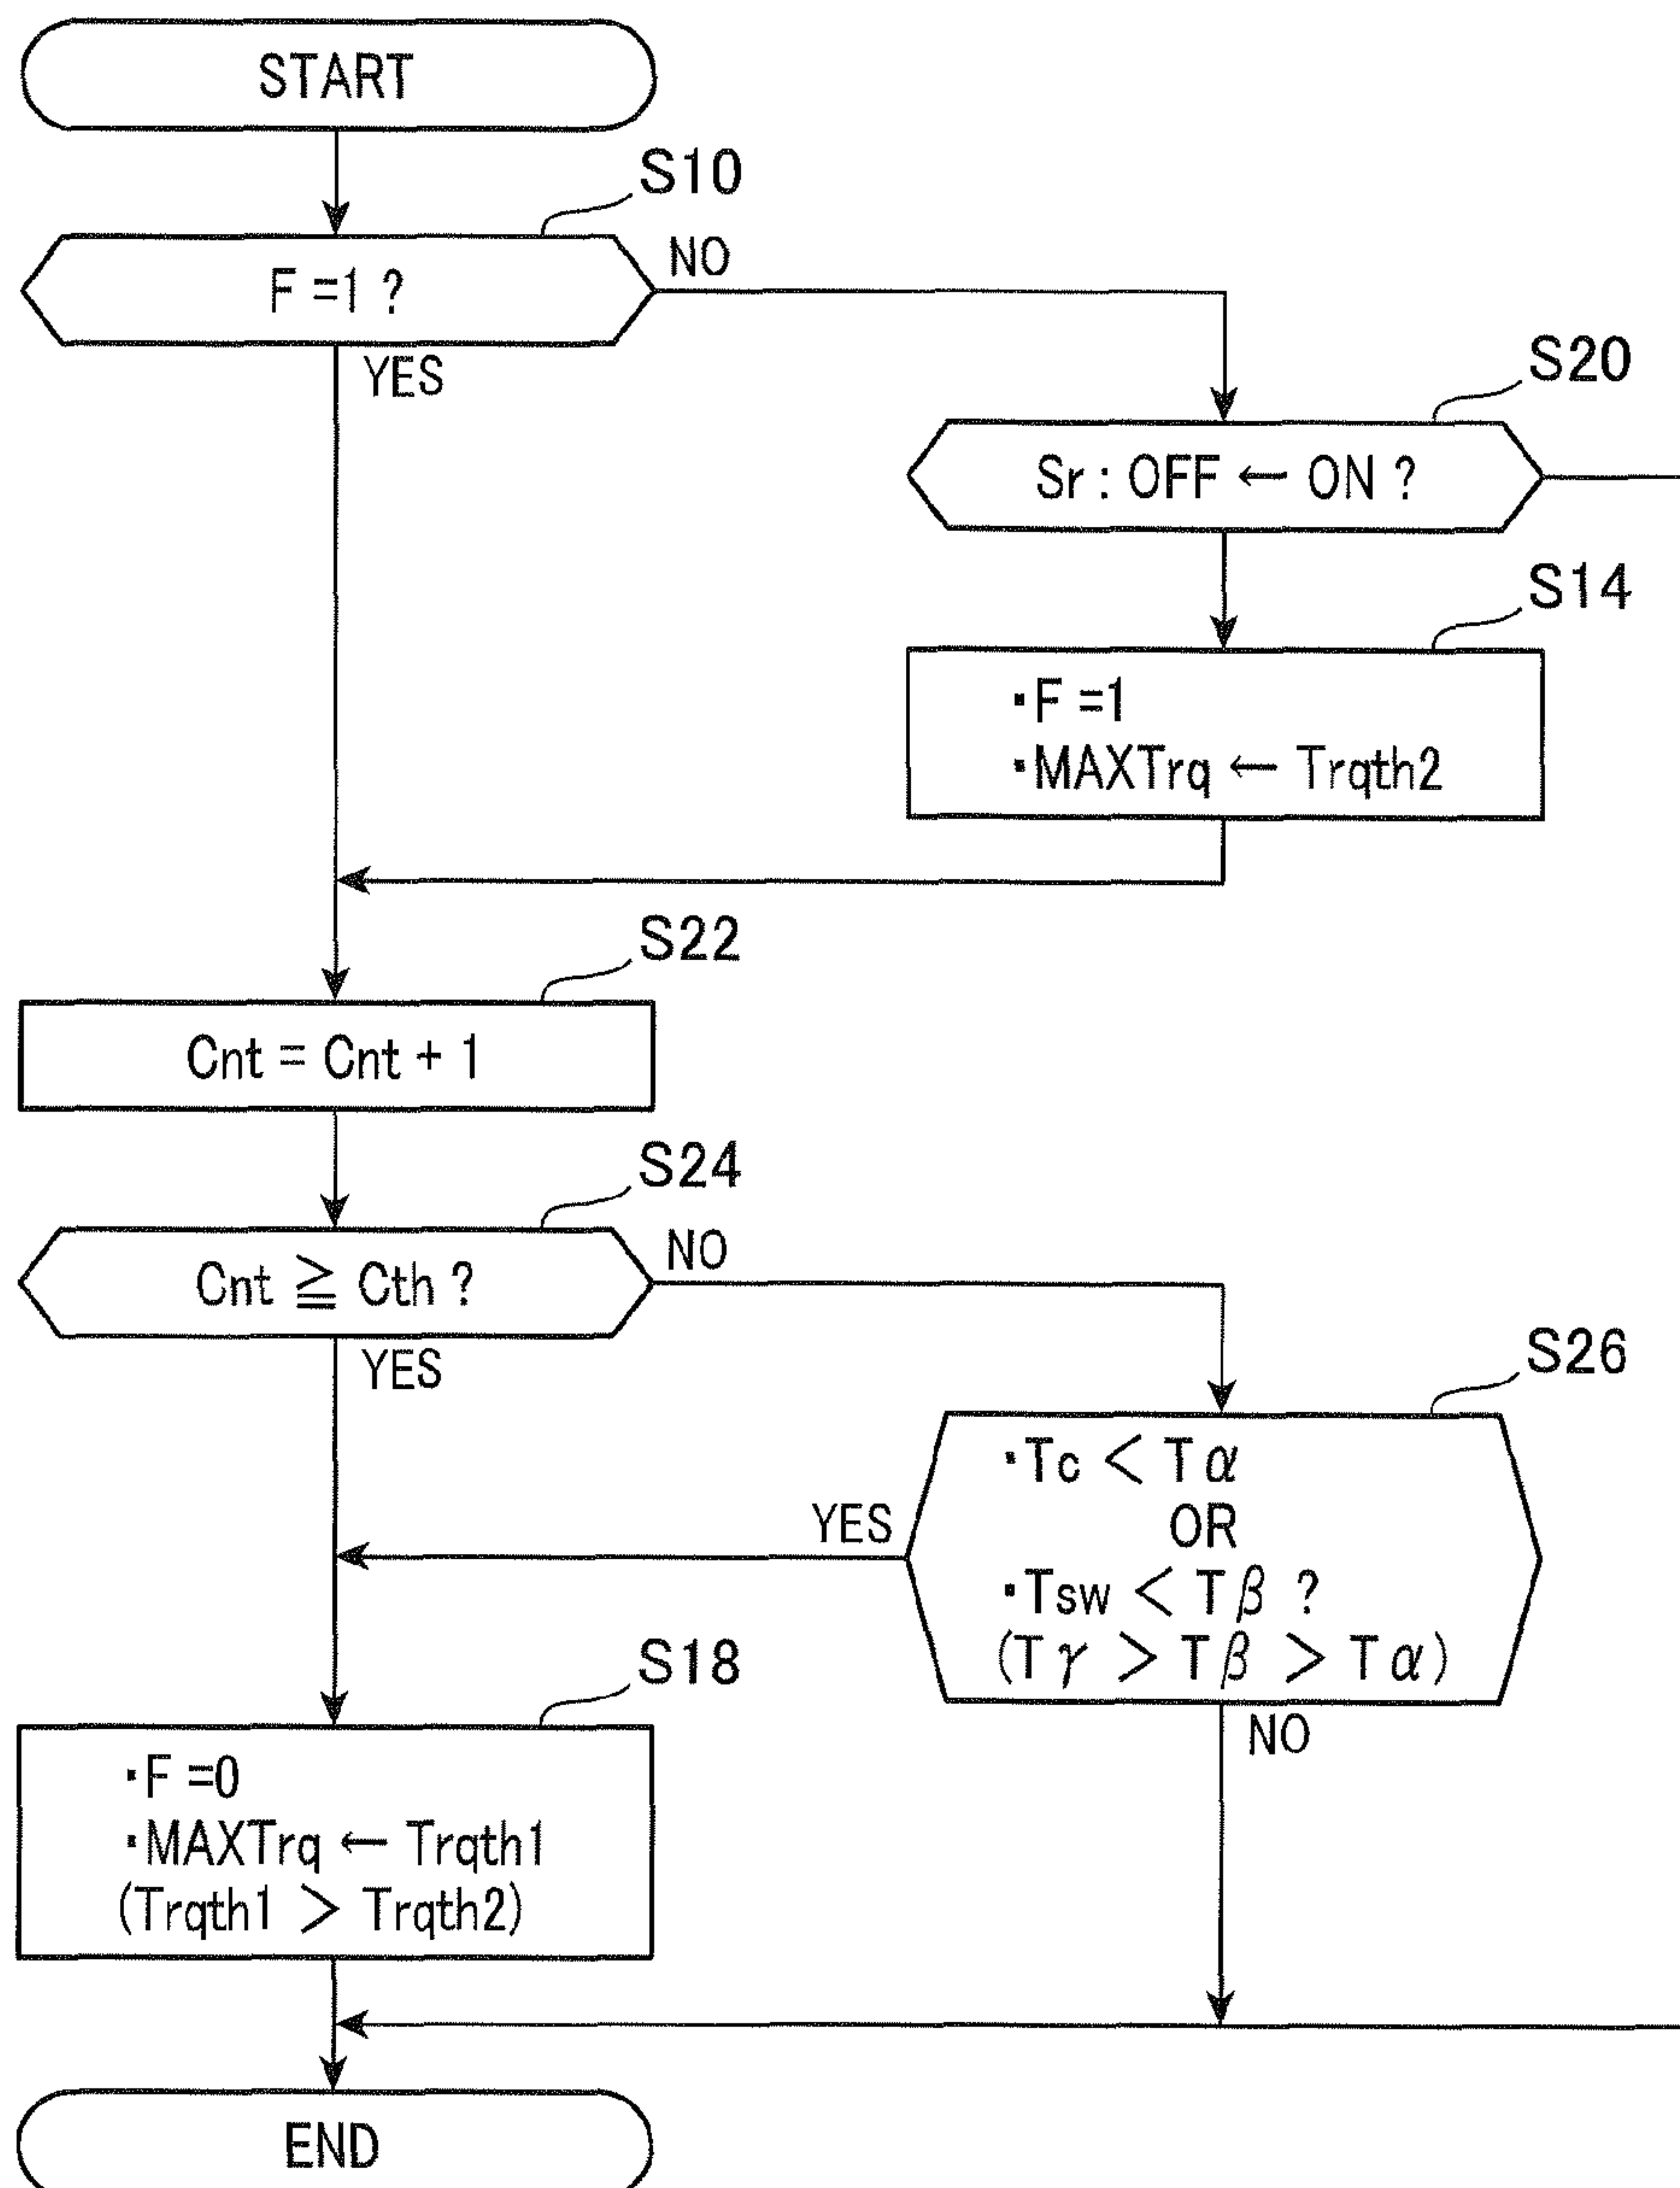 START
S10
F =1 ?
NO
YES
S20
Sr : OFF ← ON ?
S14
・F =1
・MAXTrq ← Trqth2
S22
Cnt = Cnt + 1
S24
Cnt ≧ Cth ?
NO
YES
S26
・Tc < Tα
OR
・Tsw < Tβ ?
(Tγ > Tβ > Tα)
YES
NO
S18
・F =0
・MAXTrq ← Trqth1
(Trqth1 > Trqth2)
END